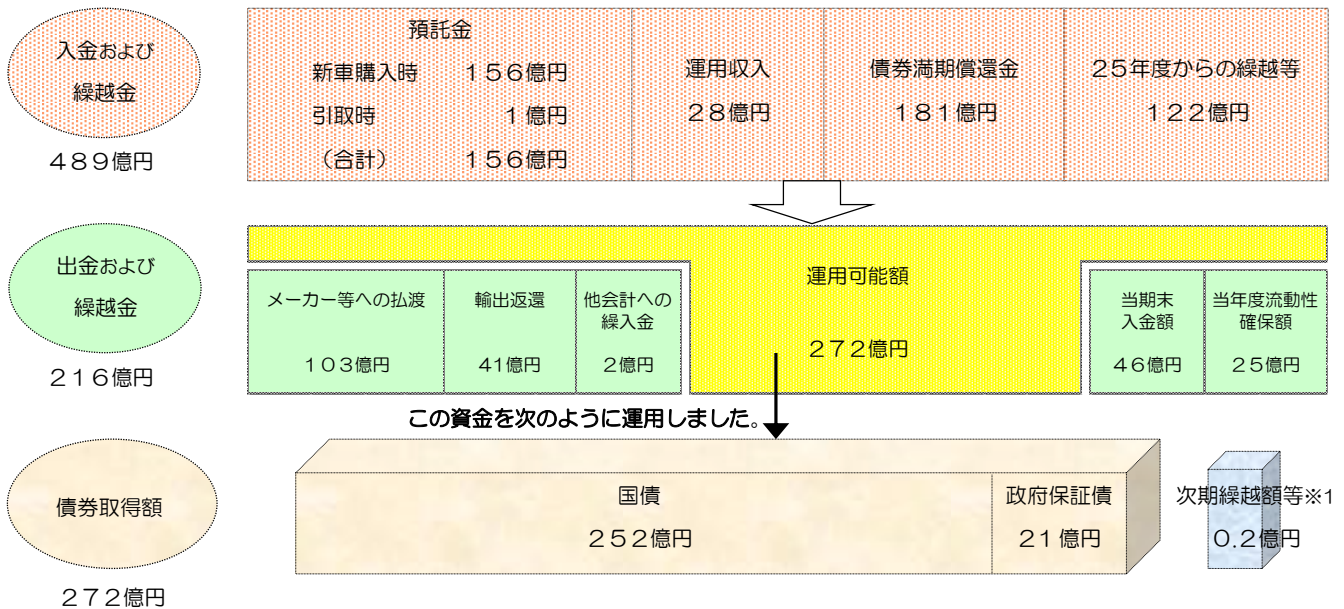 入金および
繰越金
489億円
預託金
新車購入時 156億円
引取時 1億円
(合計) 156億円
運用収入
28億円
債券満期償還金
181億円
25年度からの繰越等
122億円
出金および
繰越金
216億円
メーカー等への払渡
103億円
輸出返還
41億円
他会計への
繰入金
2億円
運用可能額
272億円
当期末
入金額
46億円
当年度流動性
確保額
25億円
この資金を次のように運用しました。
債券取得額
272億円
国債
252億円
政府保証債
21億円
次期繰越額等※1
0.2億円